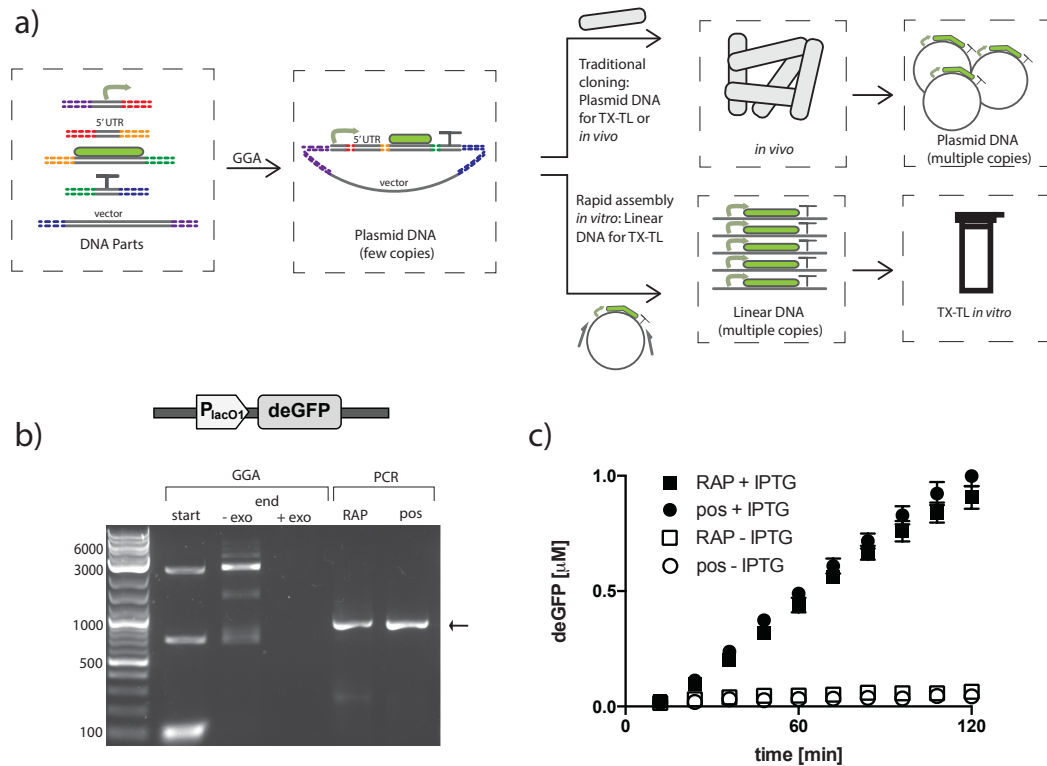 a)
5' UTR
vector
DNA Parts
GGA
5' UTR
vector
Plasmid DNA
(few copies)
Traditional
cloning:
Plasmid DNA
for TX-TL or
in vivo
in vivo
Plasmid DNA
(multiple copies)
Rapid assembly
in vitro: Linear
DNA for TX-TL
Linear DNA
(multiple copies)
TX-TL in vitro
PlacO1
deGFP
b)
GGA
PCR
end
start
- exo
+ exo
RAP
pos
6000
3000
1000
500
100
c)
1.0
0.5
0.0
deGFP [µM]
RAP + IPTG
pos + IPTG
RAP - IPTG
pos - IPTG
0
60
120
time [min]